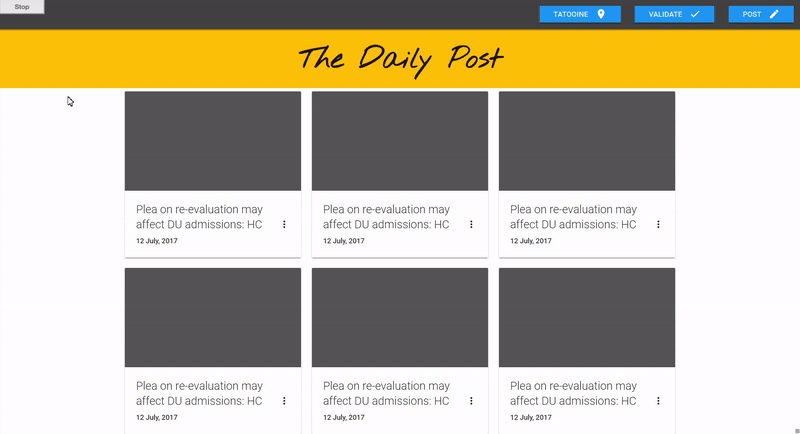 Stop
TATOOINE
VALIDATE
POST
The Daily Post
Plea on re-evaluation may
affect DU admissions: HC
12 July, 2017
Plea on re-evaluation may
affect DU admissions: HC
12 July, 2017
Plea on re-evaluation may
affect DU admissions: HC
12 July, 2017
Plea on re-evaluation may
affect DU admissions: HC
12 July, 2017
Plea on re-evaluation may
affect DU admissions: HC
12 July, 2017
Plea on re-evaluation may
affect DU admissions: HC
12 July, 2017